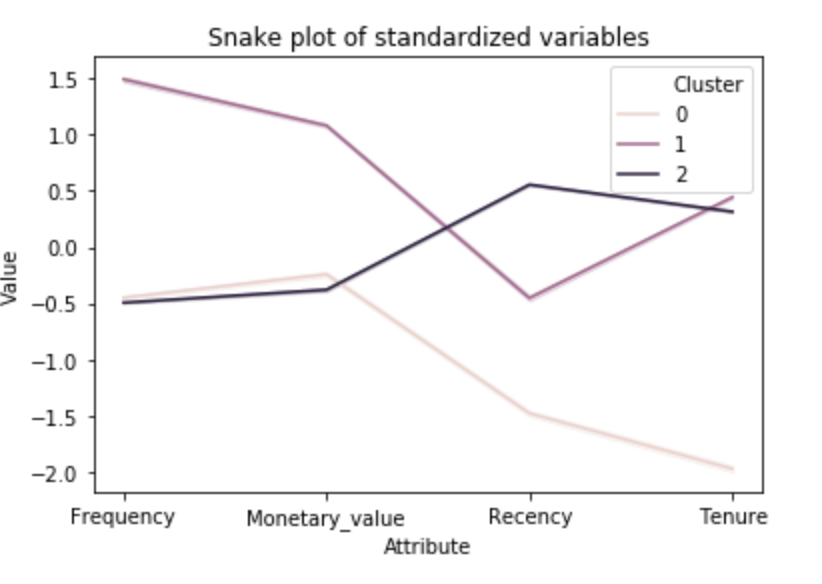 Snake plot of standardized variables
Cluster
0
1
2
1.5
1.0
0.5
0.0
−0.5
−1.0
−1.5
−2.0
Value
Frequency Monetary_value Recency Tenure
Attribute